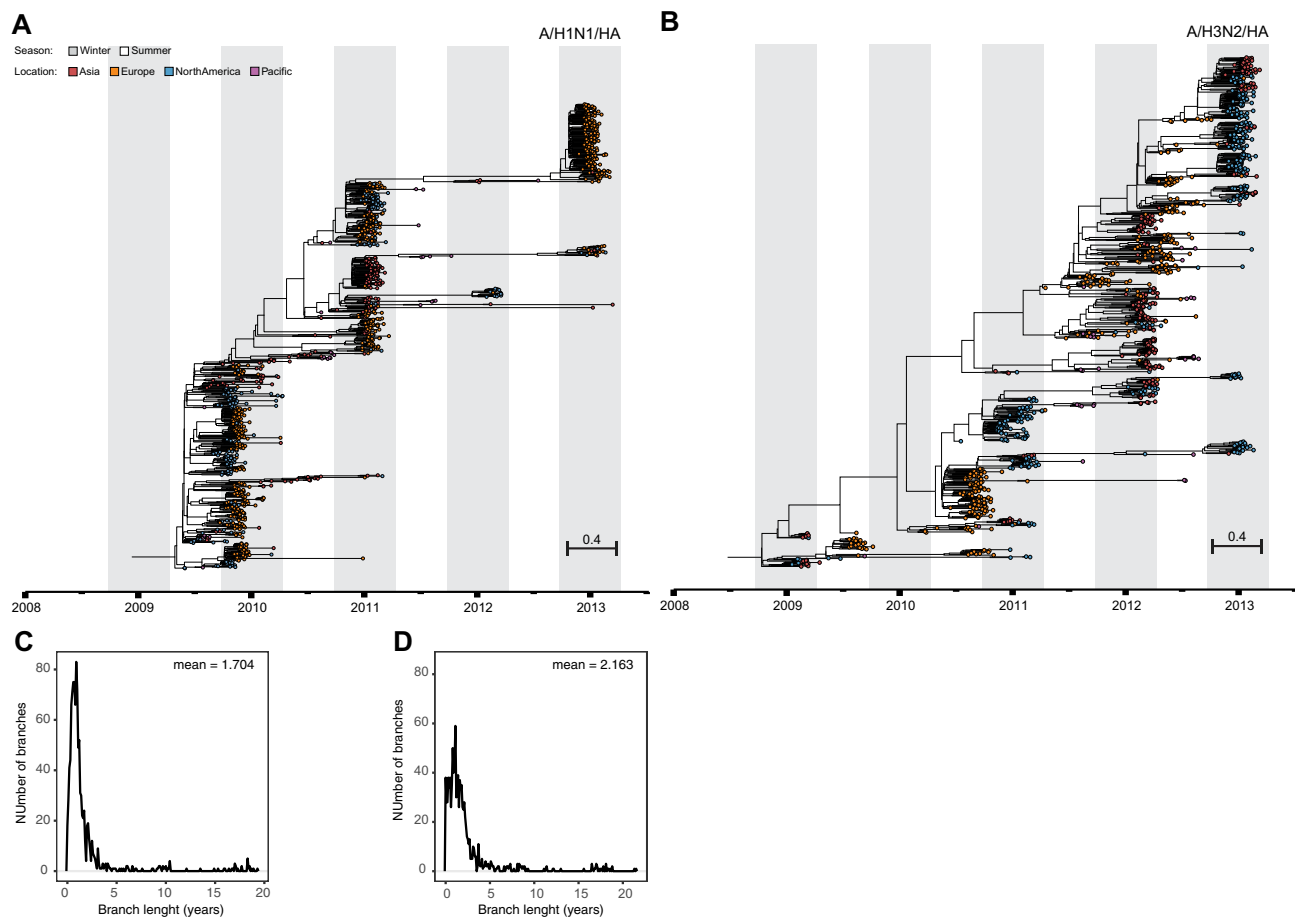 A
A/H1N1/HA
Season: Winter Summer
Location: Asia Europe NorthAmerica Pacific
0.4
2008 2009 2010 2011 2012 2013
B
A/H3N2/HA
0.4
2008 2009 2010 2011 2012 2013
C
mean = 1.704
80
60
40
20
0
0 5 10 15 20
NUmber of branches
Branch lenght (years)
D
mean = 2.163
80
60
40
20
0
0 5 10 15 20
NUmber of branches
Branch lenght (years)